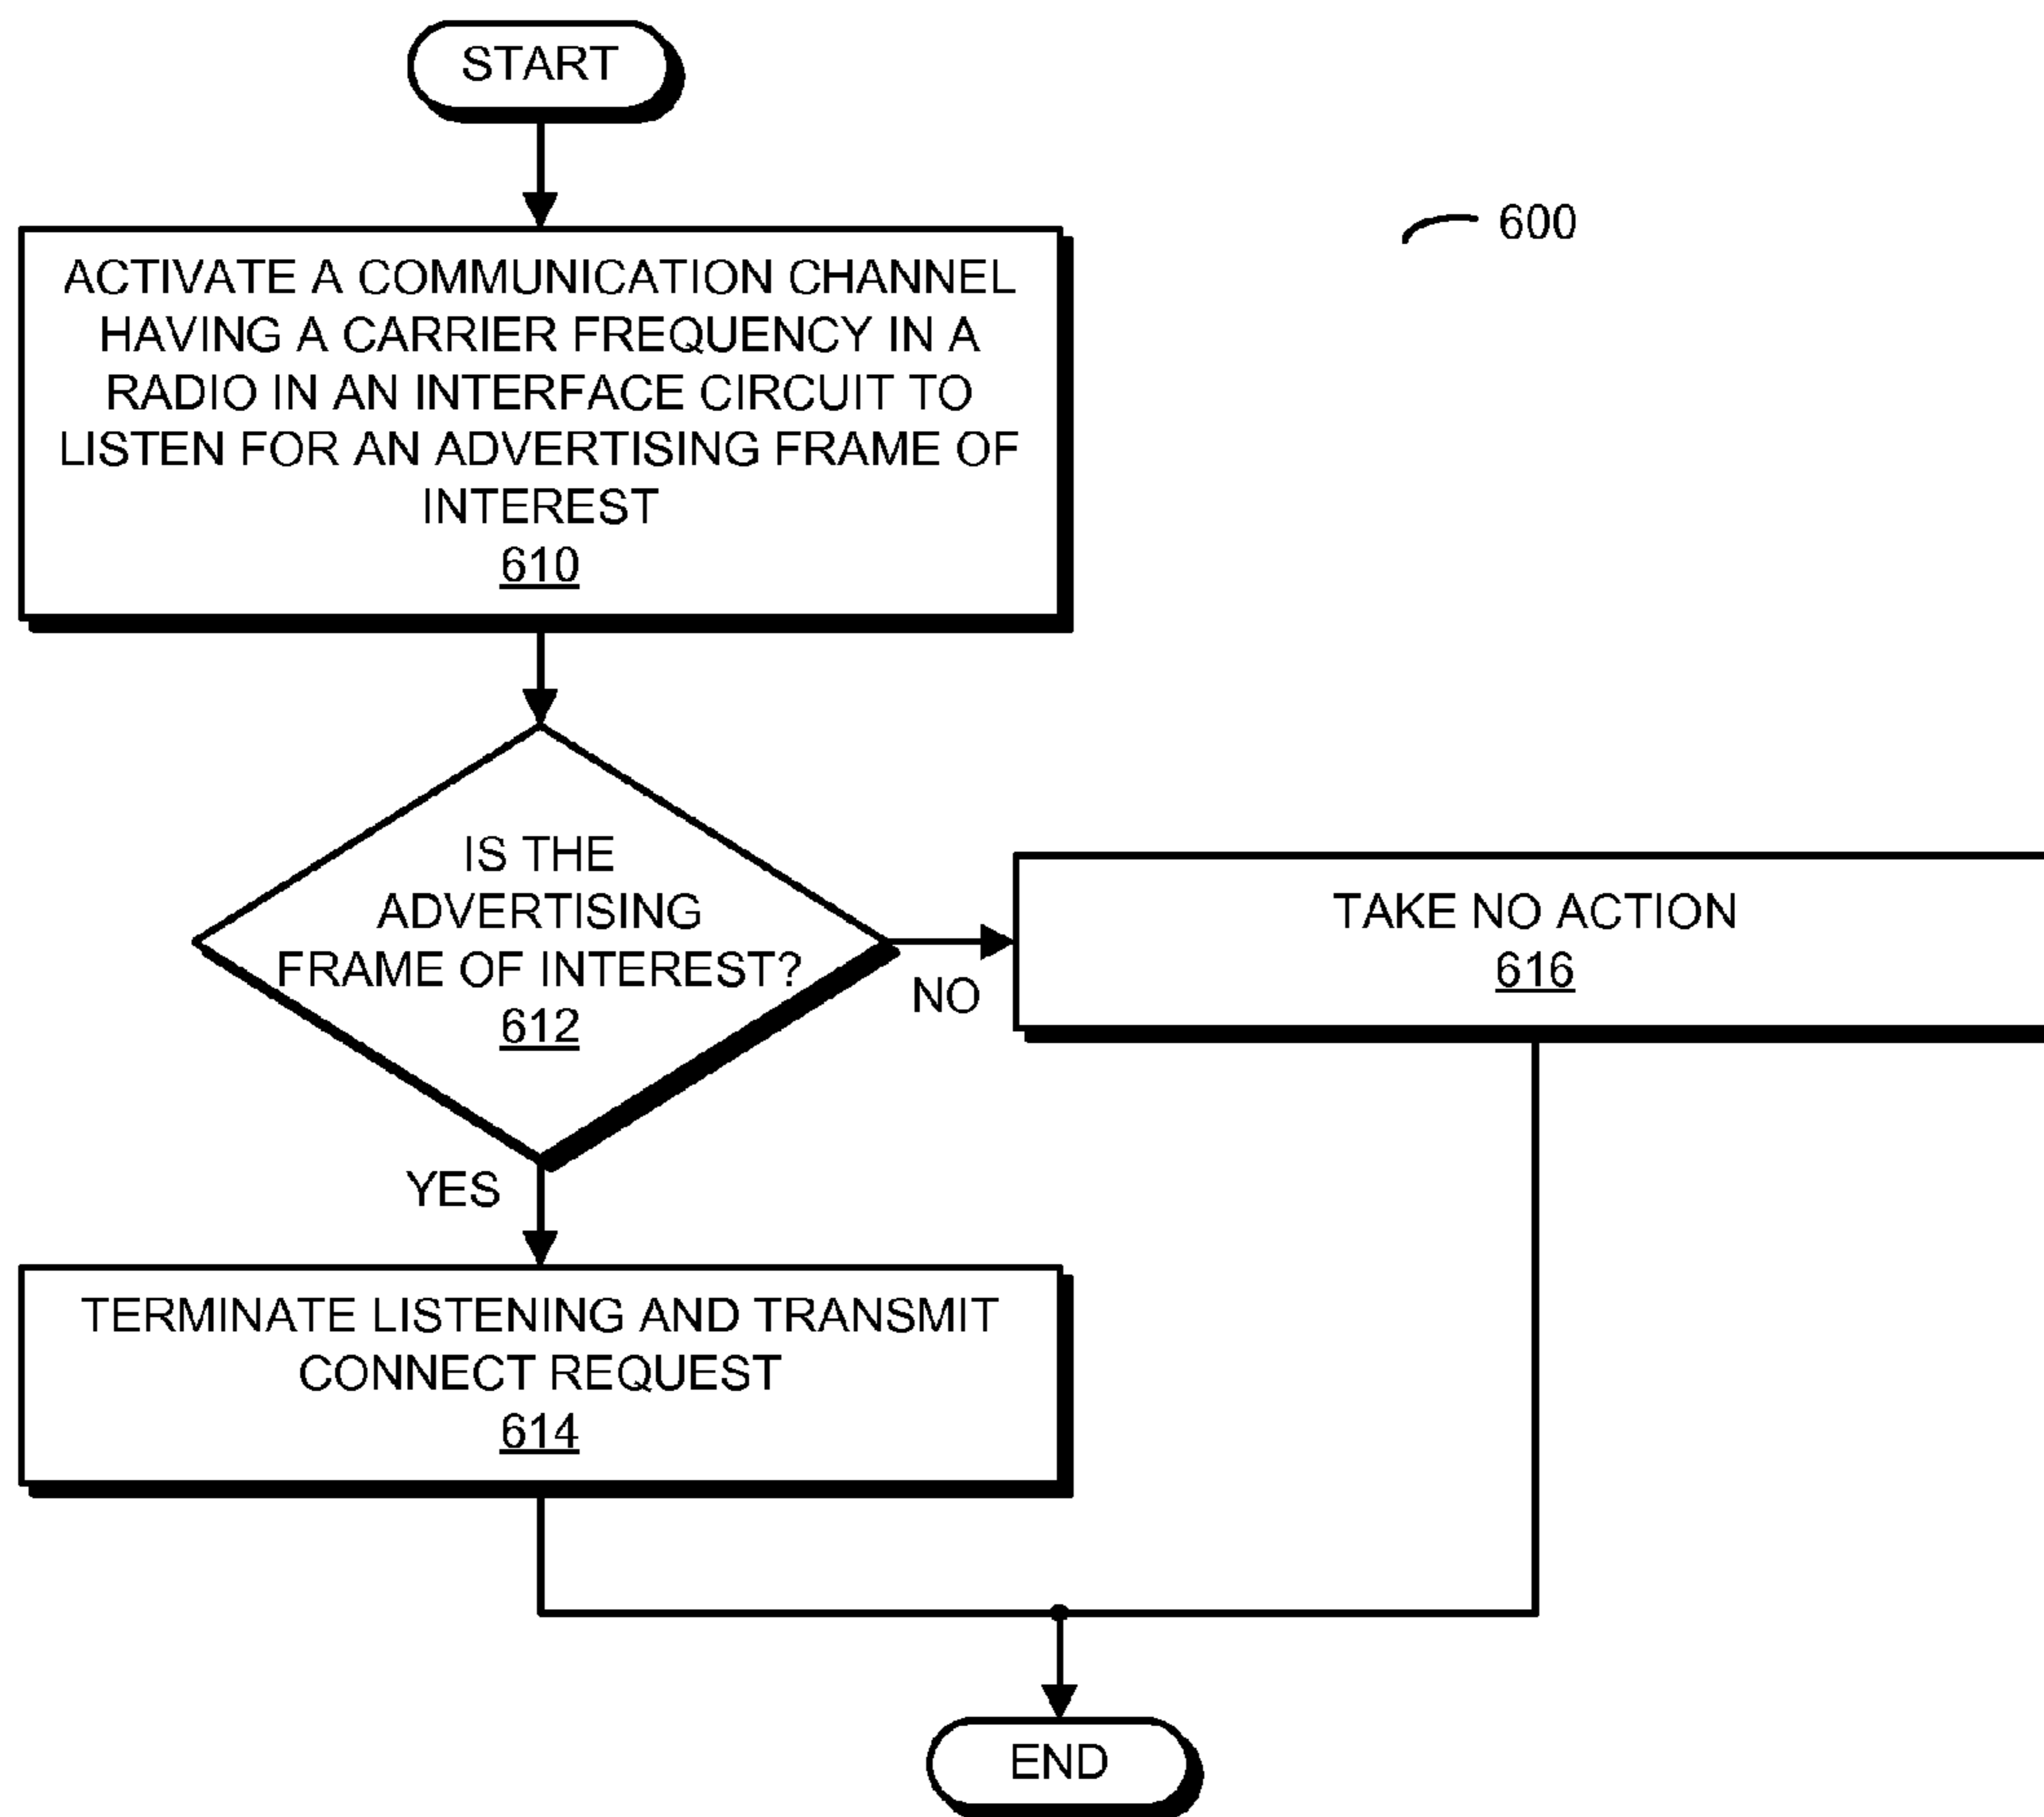 START
600
ACTIVATE A COMMUNICATION CHANNEL
HAVING A CARRIER FREQUENCY IN A
RADIO IN AN INTERFACE CIRCUIT TO
LISTEN FOR AN ADVERTISING FRAME OF
INTEREST
610
IS THE
ADVERTISING
FRAME OF INTEREST?
612
NO
TAKE NO ACTION
616
YES
TERMINATE LISTENING AND TRANSMIT
CONNECT REQUEST
614
END